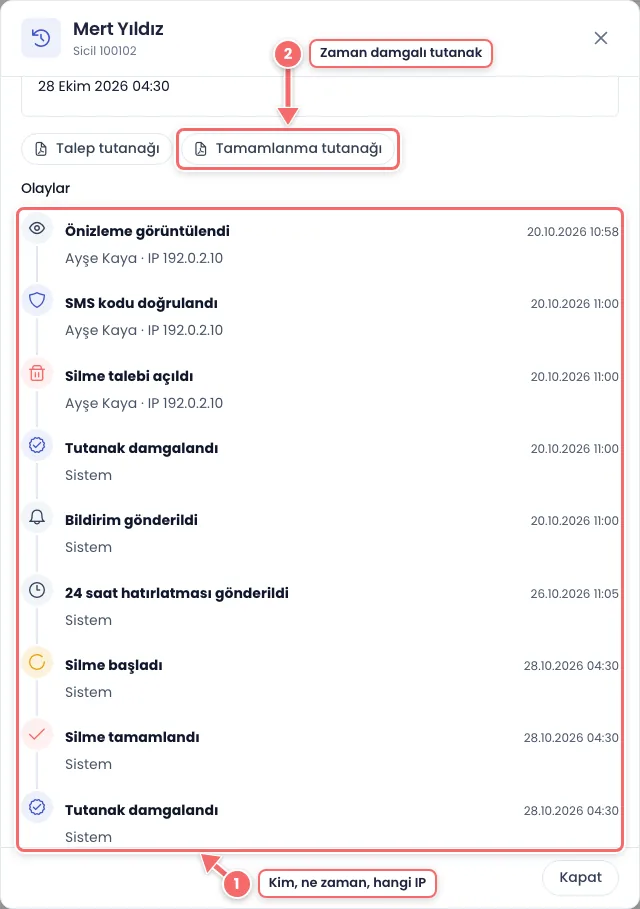 Mert Yıldız
Sicil 100102
2 Zaman damgalı tutanak
28 Ekim 2026 04:30
Talep tutanağı
Tamamlanma tutanağı
Olaylar
Önizleme görüntülendi 20.10.2026 10:58
Ayşe Kaya · IP 192.0.2.10
SMS kodu doğrulandı 20.10.2026 11:00
Ayşe Kaya · IP 192.0.2.10
Silme talebi açıldı 20.10.2026 11:00
Ayşe Kaya · IP 192.0.2.10
Tutanak damgalandı 20.10.2026 11:00
Sistem
Bildirim gönderildi 20.10.2026 11:00
Sistem
24 saat hatırlatması gönderildi 26.10.2026 11:05
Sistem
Silme başladı 28.10.2026 04:30
Sistem
Silme tamamlandı 28.10.2026 04:30
Sistem
Tutanak damgalandı 28.10.2026 04:30
Sistem
1 Kim, ne zaman, hangi IP
Kapat